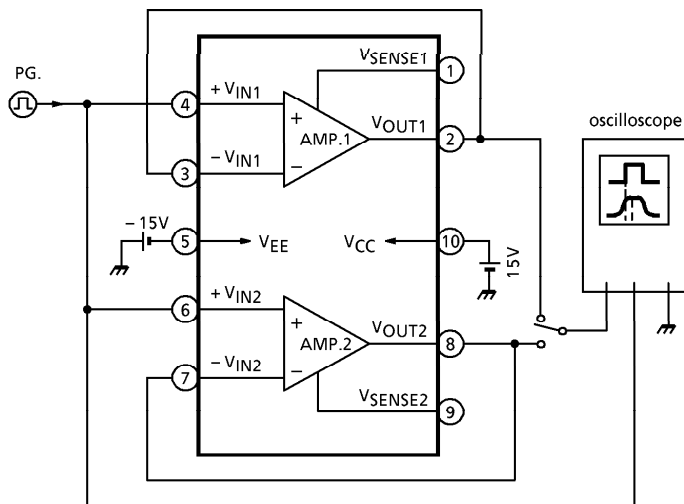 PG.
4
+ VIN1
3
− VIN1
+
−
AMP.1
VSENSE1
1
VOUT1
2
oscilloscope
− 15V
5
VEE
VCC
10
15V
6
+ VIN2
7
− VIN2
+
−
AMP.2
VOUT2
8
VSENSE2
9